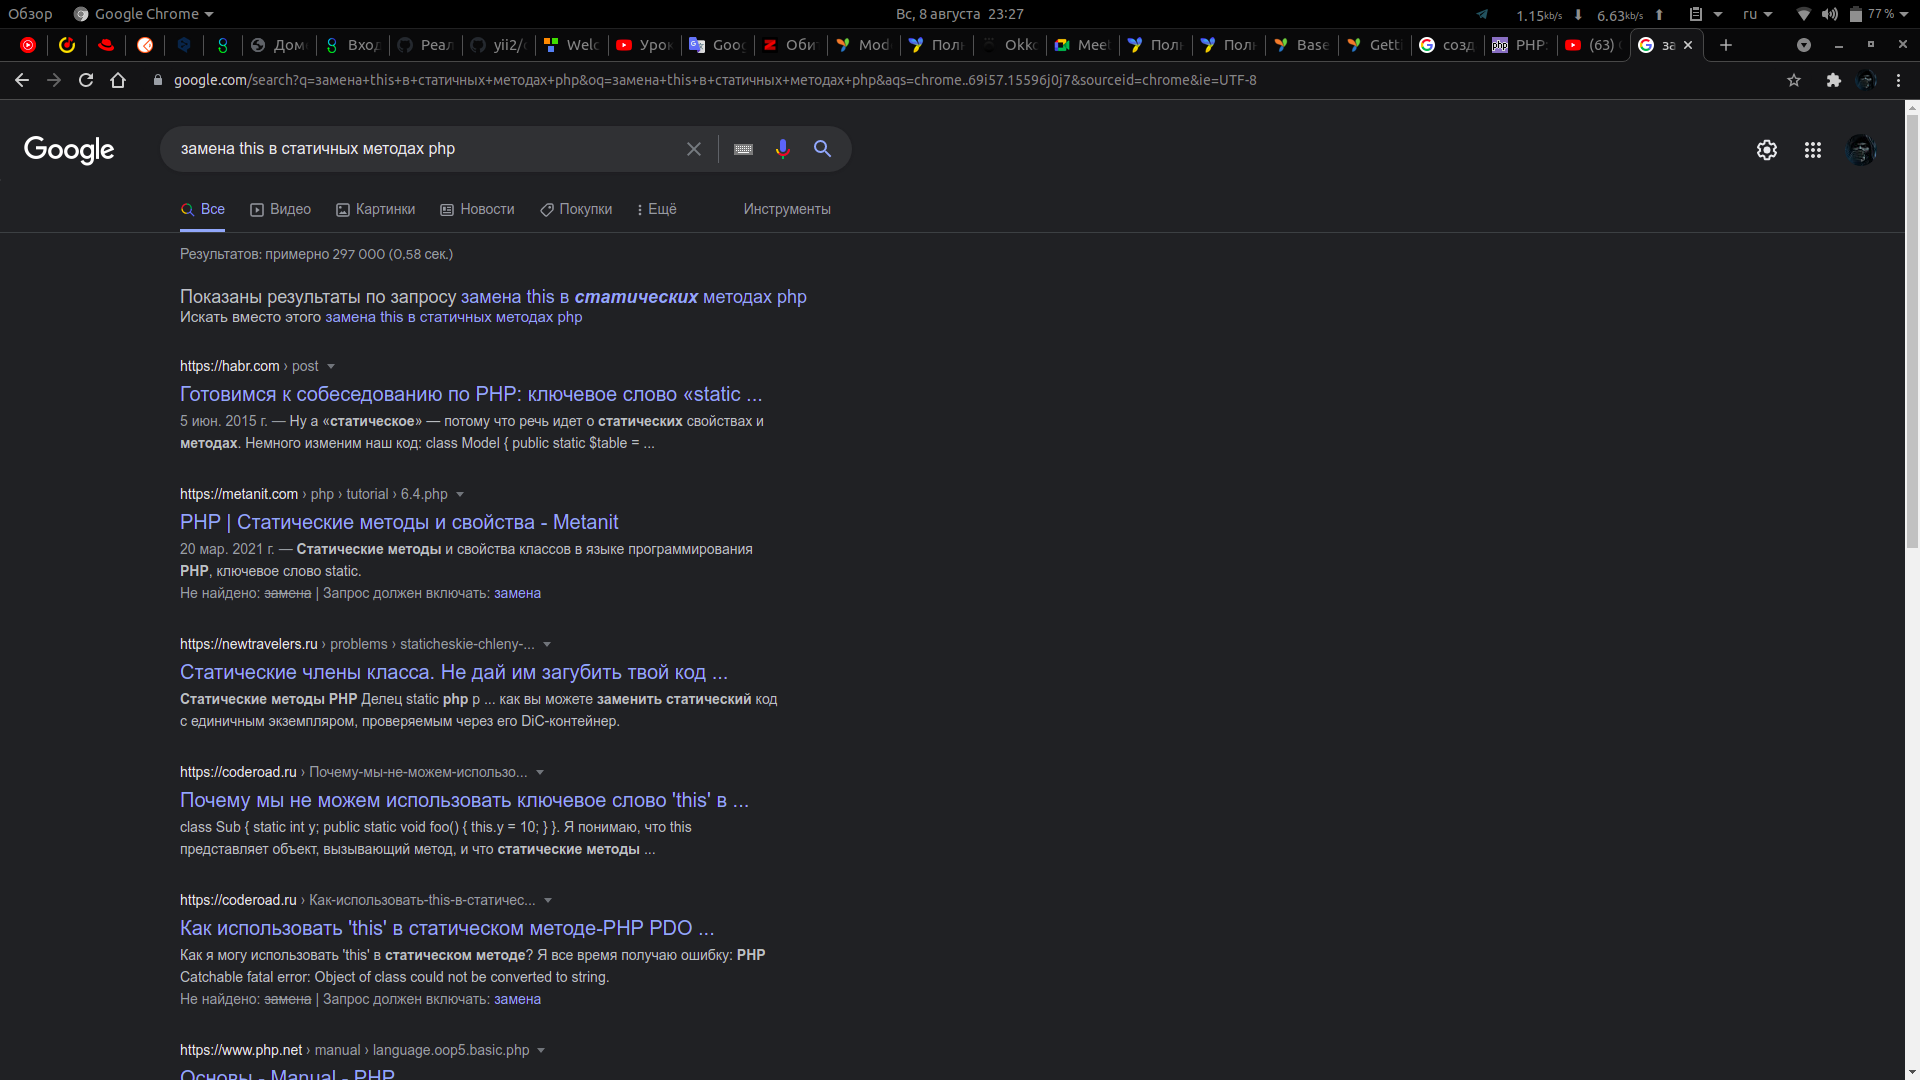 Обзор Google Chrome Вс, 8 августа 23:27 1.15kb/s 6.63kb/s ru 77 %
Дом Вход Реал yii2/ Welc Урок Goog Оби Mod Полн Okko Meet Полн Полн Base Gett созд PHP: (63) за
google.com/search?q=замена+this+в+статичных+методах+php&oq=замена+this+в+статичных+методах+php&aqs=chrome..69i57.15596j0j7&sourceid=chrome&ie=UTF-8
Google замена this в статичных методах php
Все Видео Картинки Новости Покупки Ещё Инструменты
Результатов: примерно 297 000 (0,58 сек.)
Показаны результаты по запросу замена this в статических методах php
Искать вместо этого замена this в статичных методах php
https://habr.com › post
Готовимся к собеседованию по PHP: ключевое слово «static ...
5 июн. 2015 г. — Ну а «статическое» — потому что речь идет о статических свойствах и
методах. Немного изменим наш код: class Model { public static $table = ...
https://metanit.com › php › tutorial › 6.4.php
PHP | Статические методы и свойства - Metanit
20 мар. 2021 г. — Статические методы и свойства классов в языке программирования
PHP, ключевое слово static.
Не найдено: замена | Запрос должен включать: замена
https://newtravelers.ru › problems › staticheskie-chleny-...
Статические члены класса. Не дай им загубить твой код ...
Статические методы PHP Делец static php p ... как вы можете заменить статический код
с единичным экземпляром, проверяемым через его DiC-контейнер.
https://coderoad.ru › Почему-мы-не-можем-использо...
Почему мы не можем использовать ключевое слово 'this' в ...
class Sub { static int y; public static void foo() { this.y = 10; } }. Я понимаю, что this
представляет объект, вызывающий метод, и что статические методы ...
https://coderoad.ru › Как-использовать-this-в-статичес...
Как использовать 'this' в статическом методе-PHP PDO ...
Как я могу использовать 'this' в статическом методе? Я все время получаю ошибку: PHP
Catchable fatal error: Object of class could not be converted to string.
Не найдено: замена | Запрос должен включать: замена
https://www.php.net › manual › language.oop5.basic.php
Основы - Manual - PHP